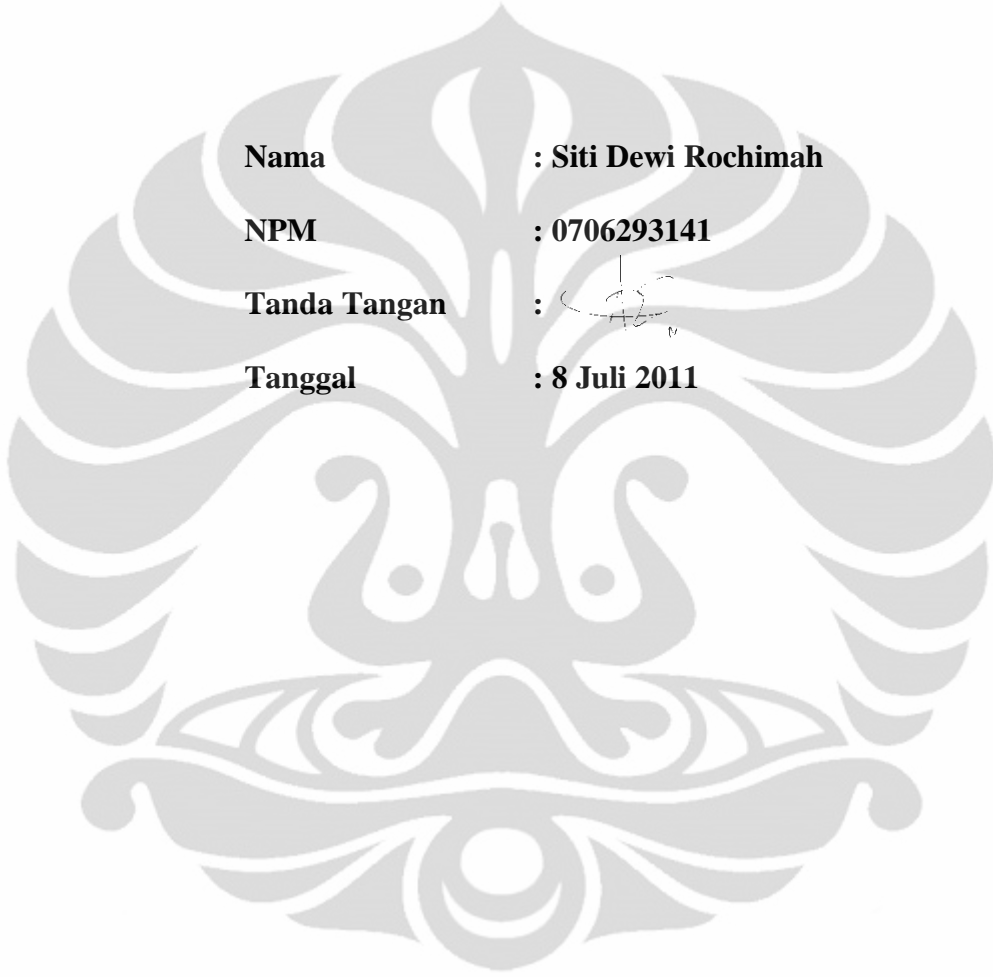 Nama : Siti Dewi Rochimah
NPM : 0706293141
Tanda Tangan :
Tanggal : 8 Juli 2011